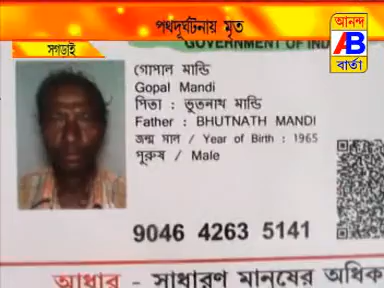 পথদূর্ঘটনায় মৃত
সগড়াই
আনন্দ
AB
বার্তা
GOVERNMENT OF IND
গোপাল মান্ডি
Gopal Mandi
পিতা : ভূতনাথ মান্ডি
Father : BHUTNATH MANDI
জন্ম সাল / Year of Birth : 1965
পুরুষ / Male
9046 4263 5141
আধার - সাধারণ মানুষের অধিক